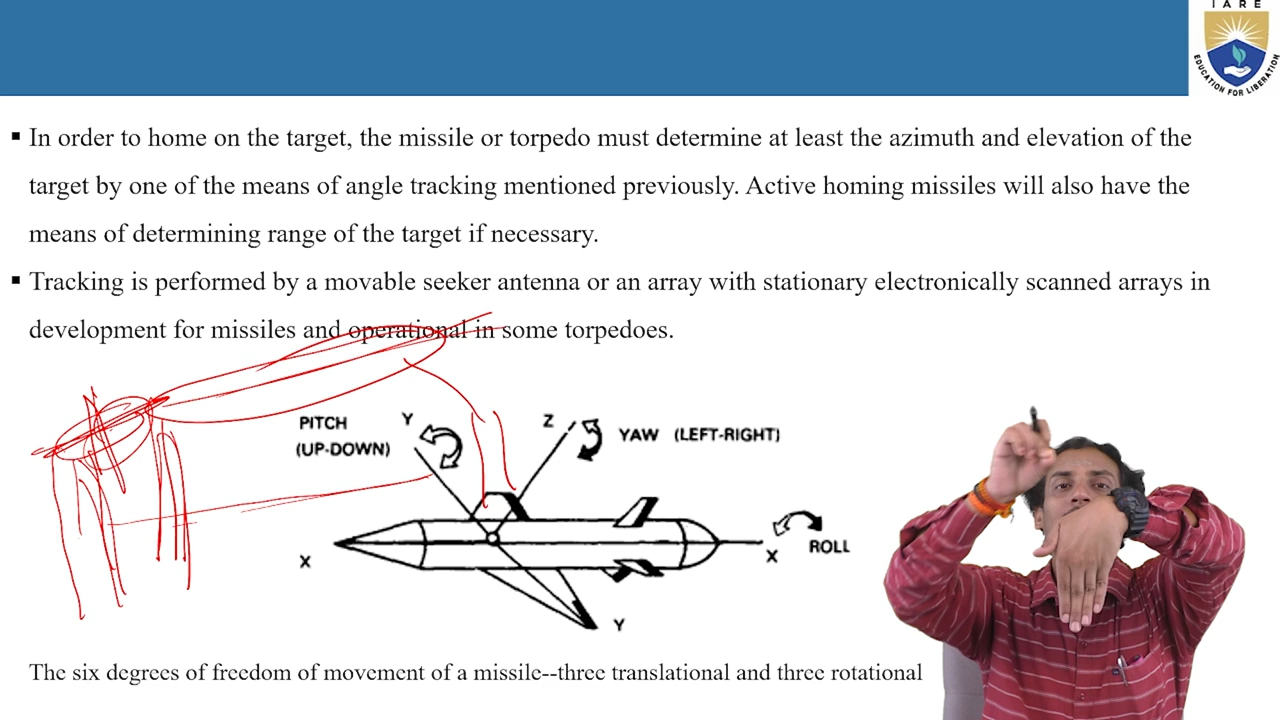 IARE
EDUCATION FOR LIBERATION
▪ In order to home on the target, the missile or torpedo must determine at least the azimuth and elevation of the
target by one of the means of angle tracking mentioned previously. Active homing missiles will also have the
means of determining range of the target if necessary.
▪ Tracking is performed by a movable seeker antenna or an array with stationary electronically scanned arrays in
development for missiles and operational in some torpedoes.
PITCH
(UP-DOWN)
Y
Z
YAW (LEFT-RIGHT)
X
X
ROLL
Y
The six degrees of freedom of movement of a missile--three translational and three rotational